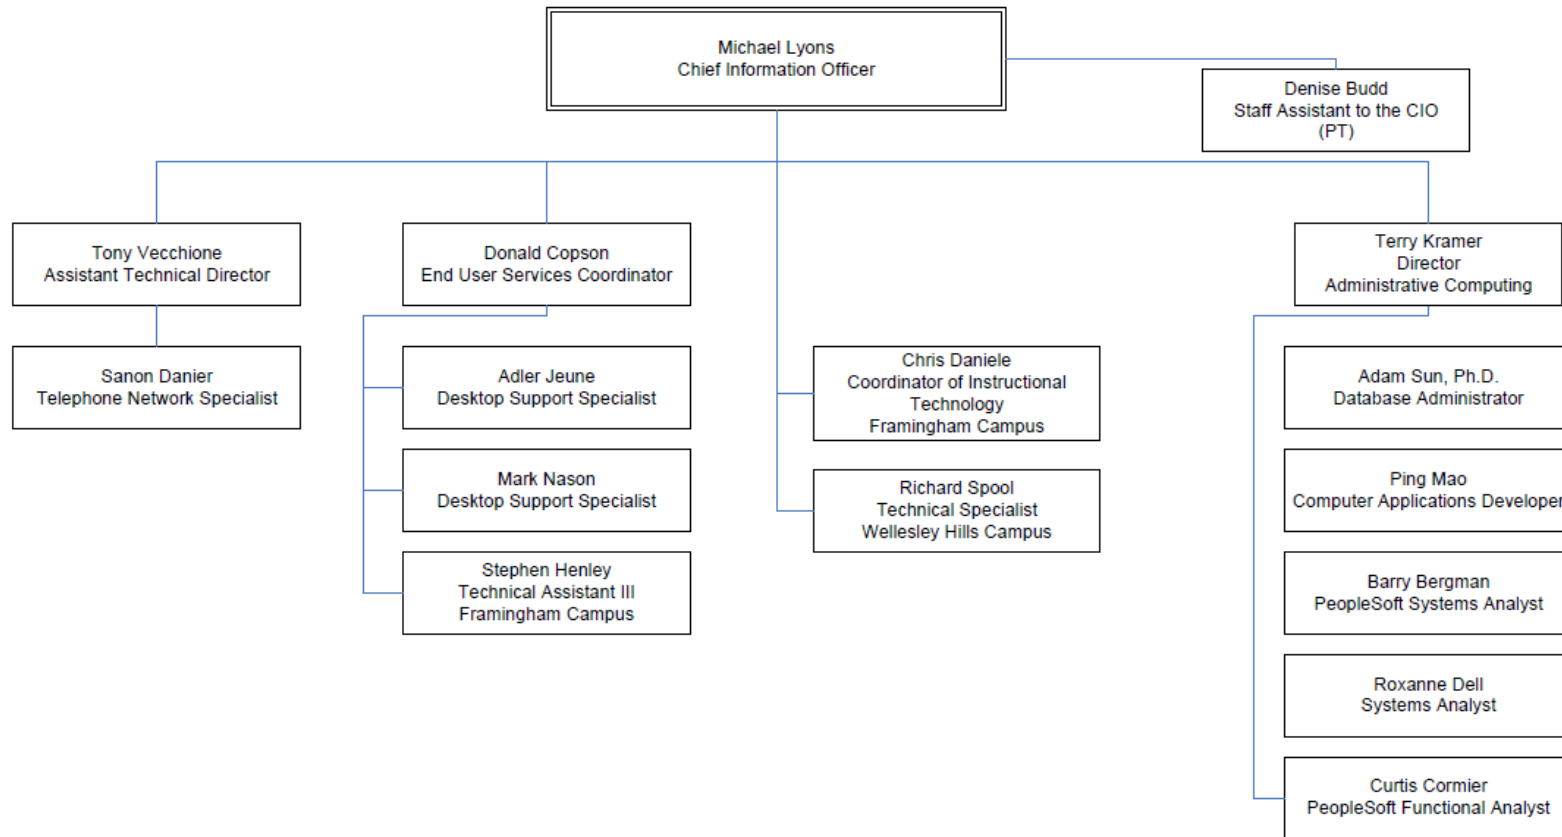 Michael Lyons
Chief Information Officer
Denise Budd
Staff Assistant to the CIO
(PT)
Tony Vecchione
Assistant Technical Director
Donald Copson
End User Services Coordinator
Terry Kramer
Director
Administrative Computing
Sanon Danier
Telephone Network Specialist
Adler Jeune
Desktop Support Specialist
Mark Nason
Desktop Support Specialist
Stephen Henley
Technical Assistant III
Framingham Campus
Chris Daniele
Coordinator of Instructional
Technology
Framingham Campus
Richard Spool
Technical Specialist
Wellesley Hills Campus
Adam Sun, Ph.D.
Database Administrator
Ping Mao
Computer Applications Developer
Barry Bergman
PeopleSoft Systems Analyst
Roxanne Dell
Systems Analyst
Curtis Cormier
PeopleSoft Functional Analyst